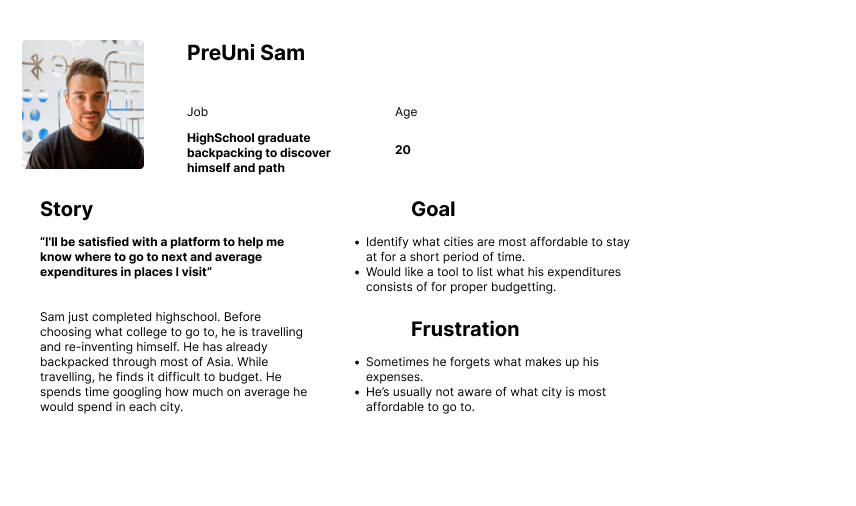 PreUni Sam
Job
Age
HighSchool graduate
backpacking to discover
himself and path
20
Story
“I’ll be satisfied with a platform to help me
know where to go to next and average
expenditures in places I visit”
Sam just completed highschool. Before
choosing what college to go to, he is travelling
and re-inventing himself. He has already
backpacked through most of Asia. While
travelling, he finds it difficult to budget. He
spends time googling how much on average he
would spend in each city.
Goal
• Identify what cities are most affordable to stay
at for a short period of time.
• Would like a tool to list what his expenditures
consists of for proper budgetting.
Frustration
• Sometimes he forgets what makes up his
expenses.
• He’s usually not aware of what city is most
affordable to go to.